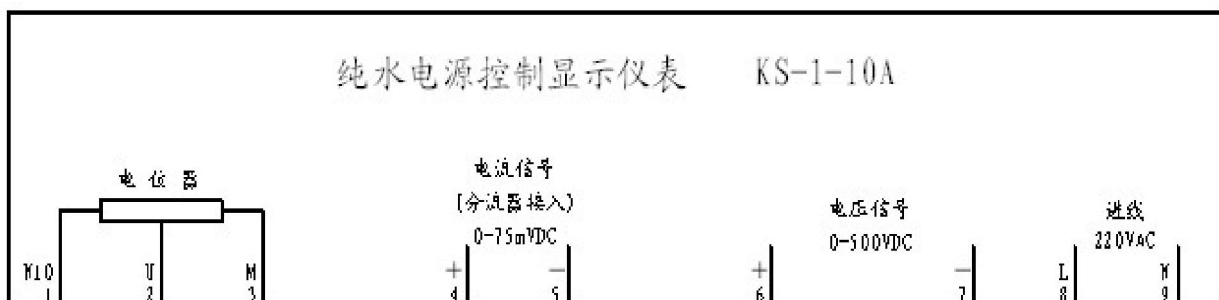 纯水电源控制显示仪表 KS-1-10A
电位器
电流信号
(分流器接入)
0-75mVDC
电压信号
0-500VDC
进线
220VAC
V10 U M + - + - L N
1 2 3 4 5 6 7 8 9